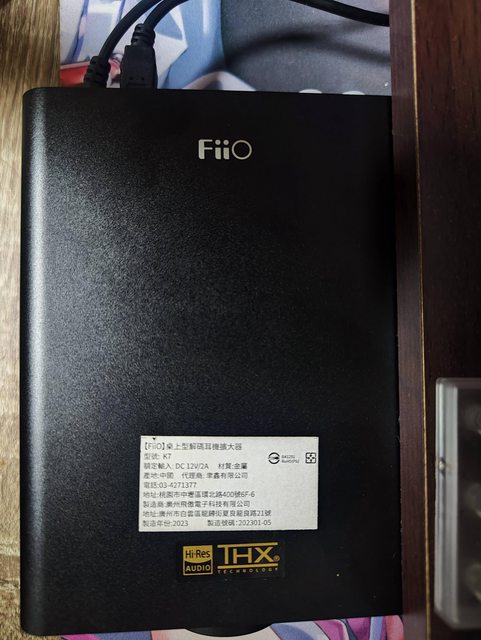 FiiO
【FiiO】桌上型解碼耳機擴大器
型號: K7
額定輸入: DC 12V/2A 材質:金屬
產地:中國 代理商: 聿鑫有限公司
電話:03-4271377
地址:桃園市中壢區環北路400號6F-6
製造商:廣州飛傲電子科技有限公司
地址:廣州市白雲區龍歸街夏良龍良路21號
製造年份:2023 製造號碼:202301-05
RoHS
Hi-Res
AUDIO
THX
TECHNOLOGY